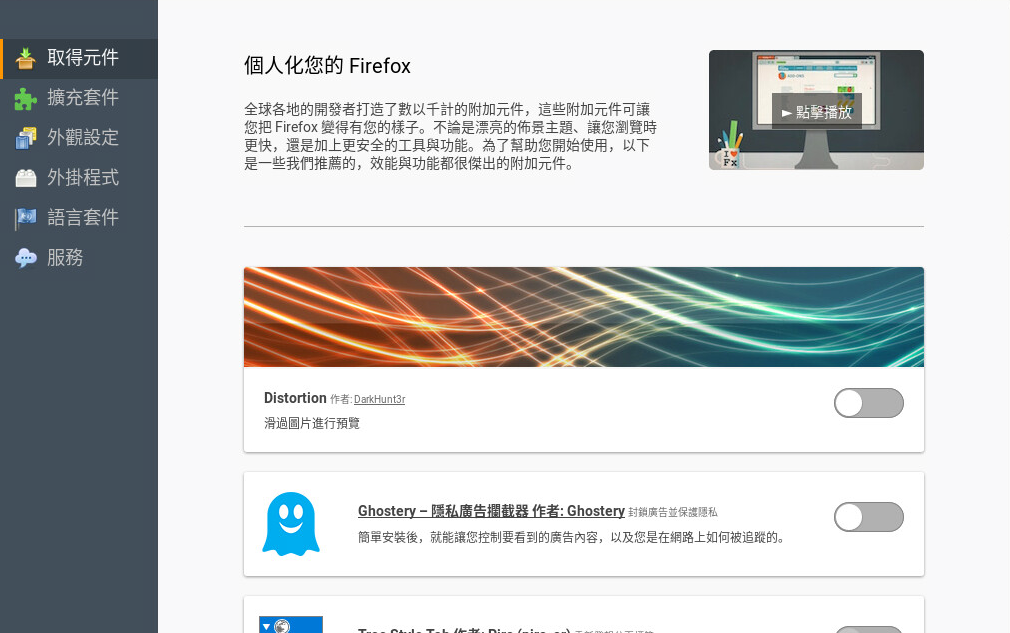 取得元件
擴充套件
外觀設定
外掛程式
語言套件
服務
個人化您的 Firefox
全球各地的開發者打造了數以千計的附加元件，這些附加元件可讓
您把 Firefox 變得有您的樣子。不論是漂亮的佈景主題、讓您瀏覽時
更快，還是加上更安全的工具與功能。為了幫助您開始使用，以下
是一些我們推薦的，效能與功能都很傑出的附加元件。
► 點擊播放
I
Fx
Distortion 作者: DarkHunt3r
滑過圖片進行預覽
Ghostery – 隱私廣告攔截器 作者: Ghostery 封鎖廣告並保護隱私
簡單安裝後，就能讓您控制要看到的廣告內容，以及您是在網路上如何被追蹤的。